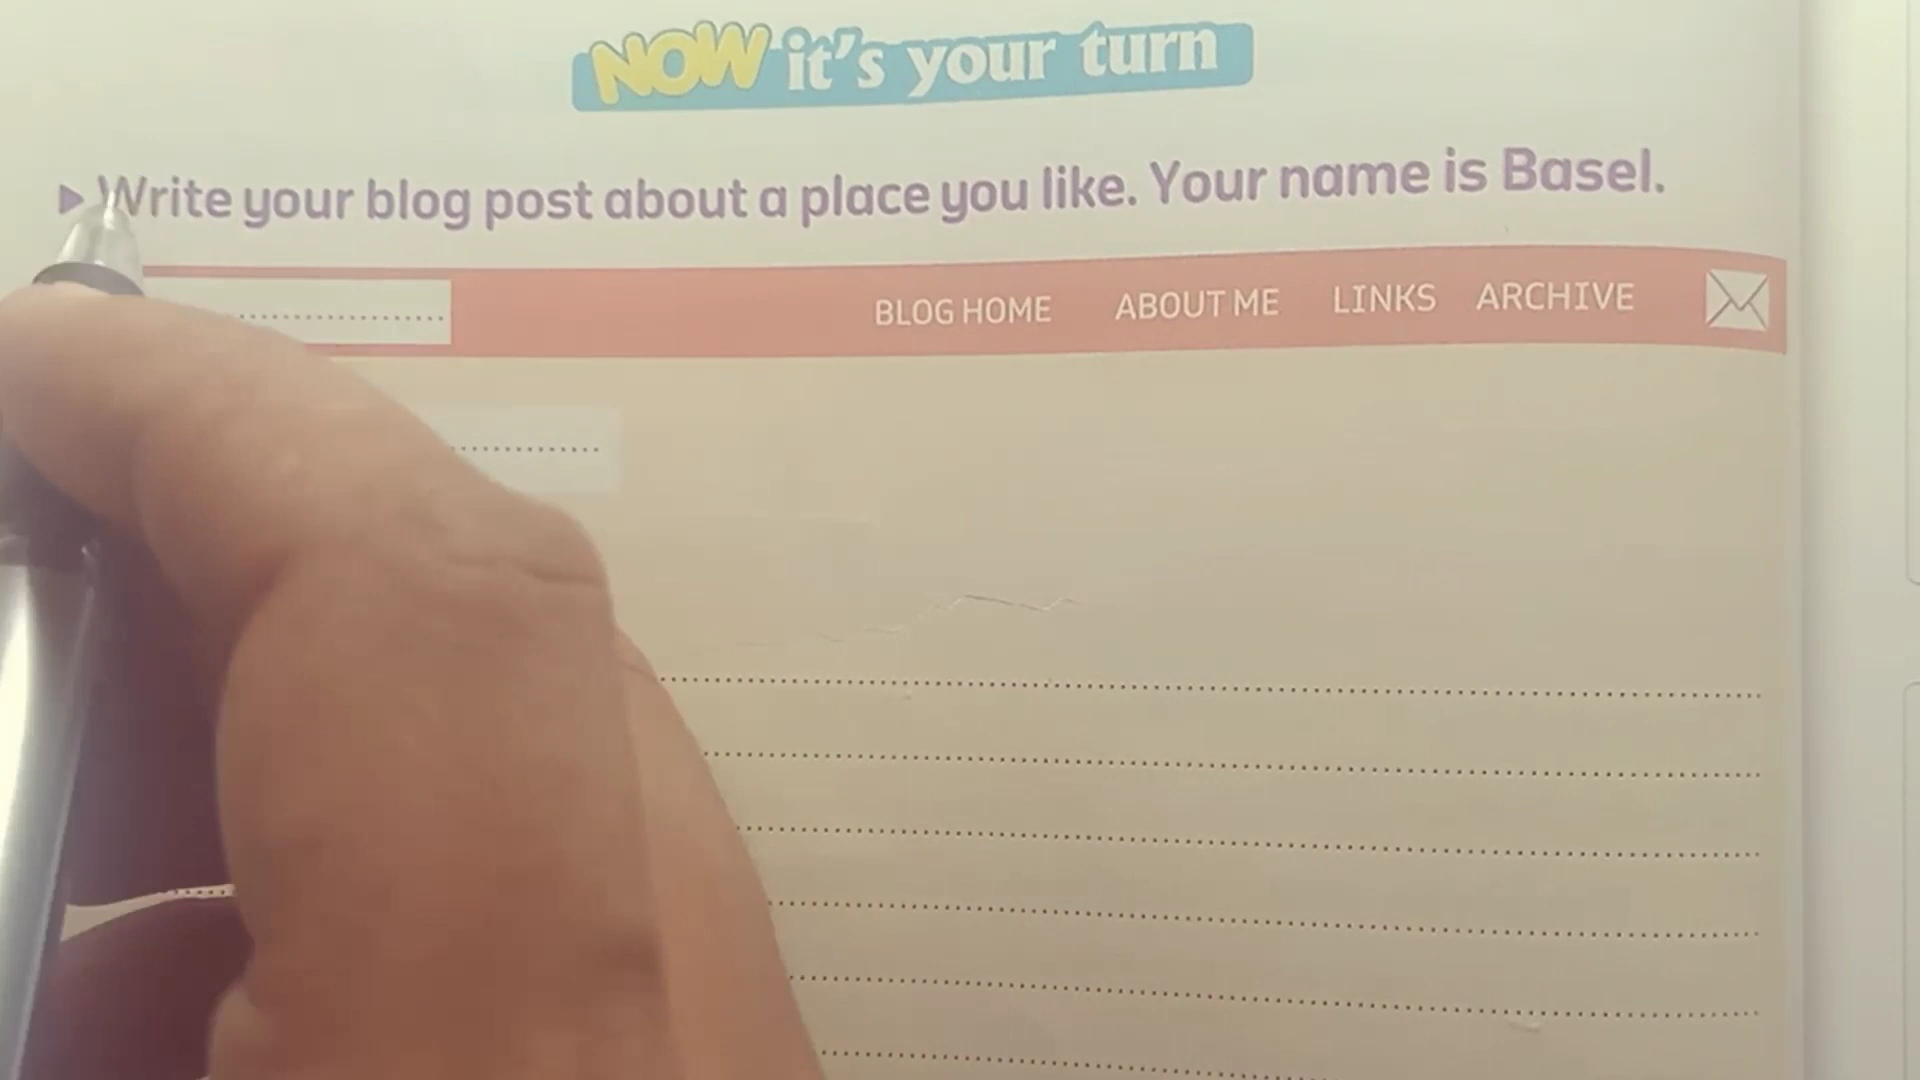 NOW it's your turn
Write your blog post about a place you like. Your name is Basel.
BLOG HOME ABOUT ME LINKS ARCHIVE